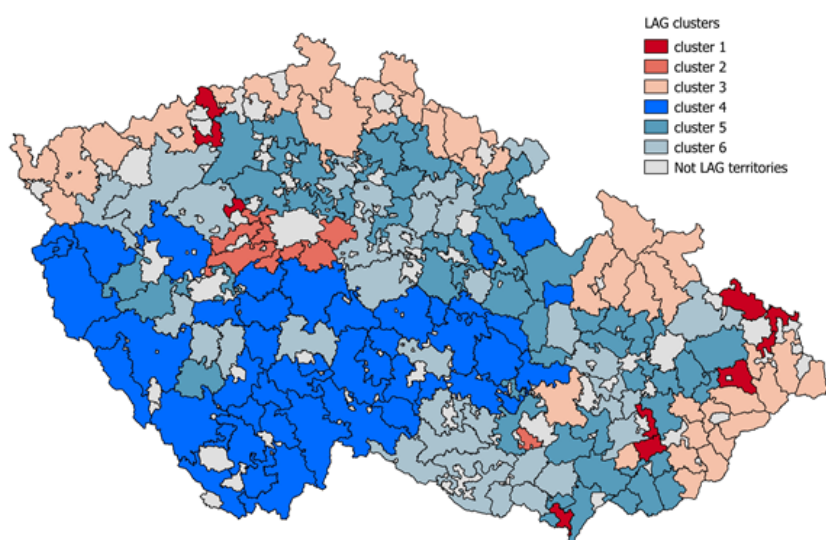 LAG clusters
cluster 1
cluster 2
cluster 3
cluster 4
cluster 5
cluster 6
Not LAG territories